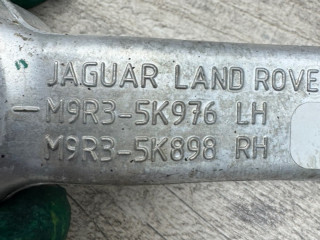 JAGUAR LAND ROVE
M9R3-5K976 LH
M9R3-5K898 RH